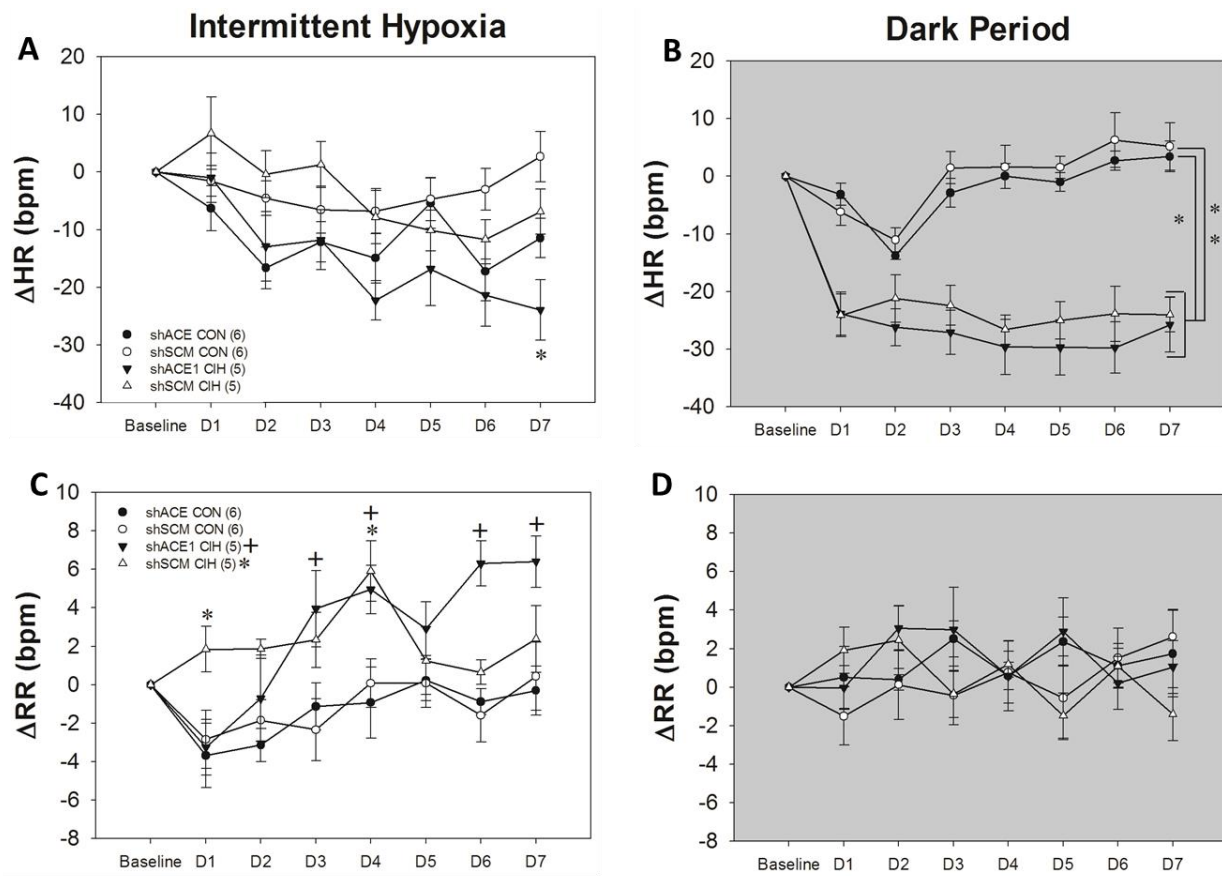 Intermittent Hypoxia
Dark Period
A
20
10
0
-10
-20
-30
-40
ΔHR (bpm)
shACE CON (6)
shSCM CON (6)
shACE1 CIH (5)
shSCM CIH (5)
*
Baseline D1 D2 D3 D4 D5 D6 D7
B
20
10
0
-10
-20
-30
-40
ΔHR (bpm)
*
*
*
Baseline D1 D2 D3 D4 D5 D6 D7
C
10
8
6
4
2
0
-2
-4
-6
-8
ΔRR (bpm)
shACE CON (6)
shSCM CON (6)
shACE1 CIH (5) +
shSCM CIH (5) *
*
+
+
*
+
+
Baseline D1 D2 D3 D4 D5 D6 D7
D
10
8
6
4
2
0
-2
-4
-6
-8
ΔRR (bpm)
Baseline D1 D2 D3 D4 D5 D6 D7